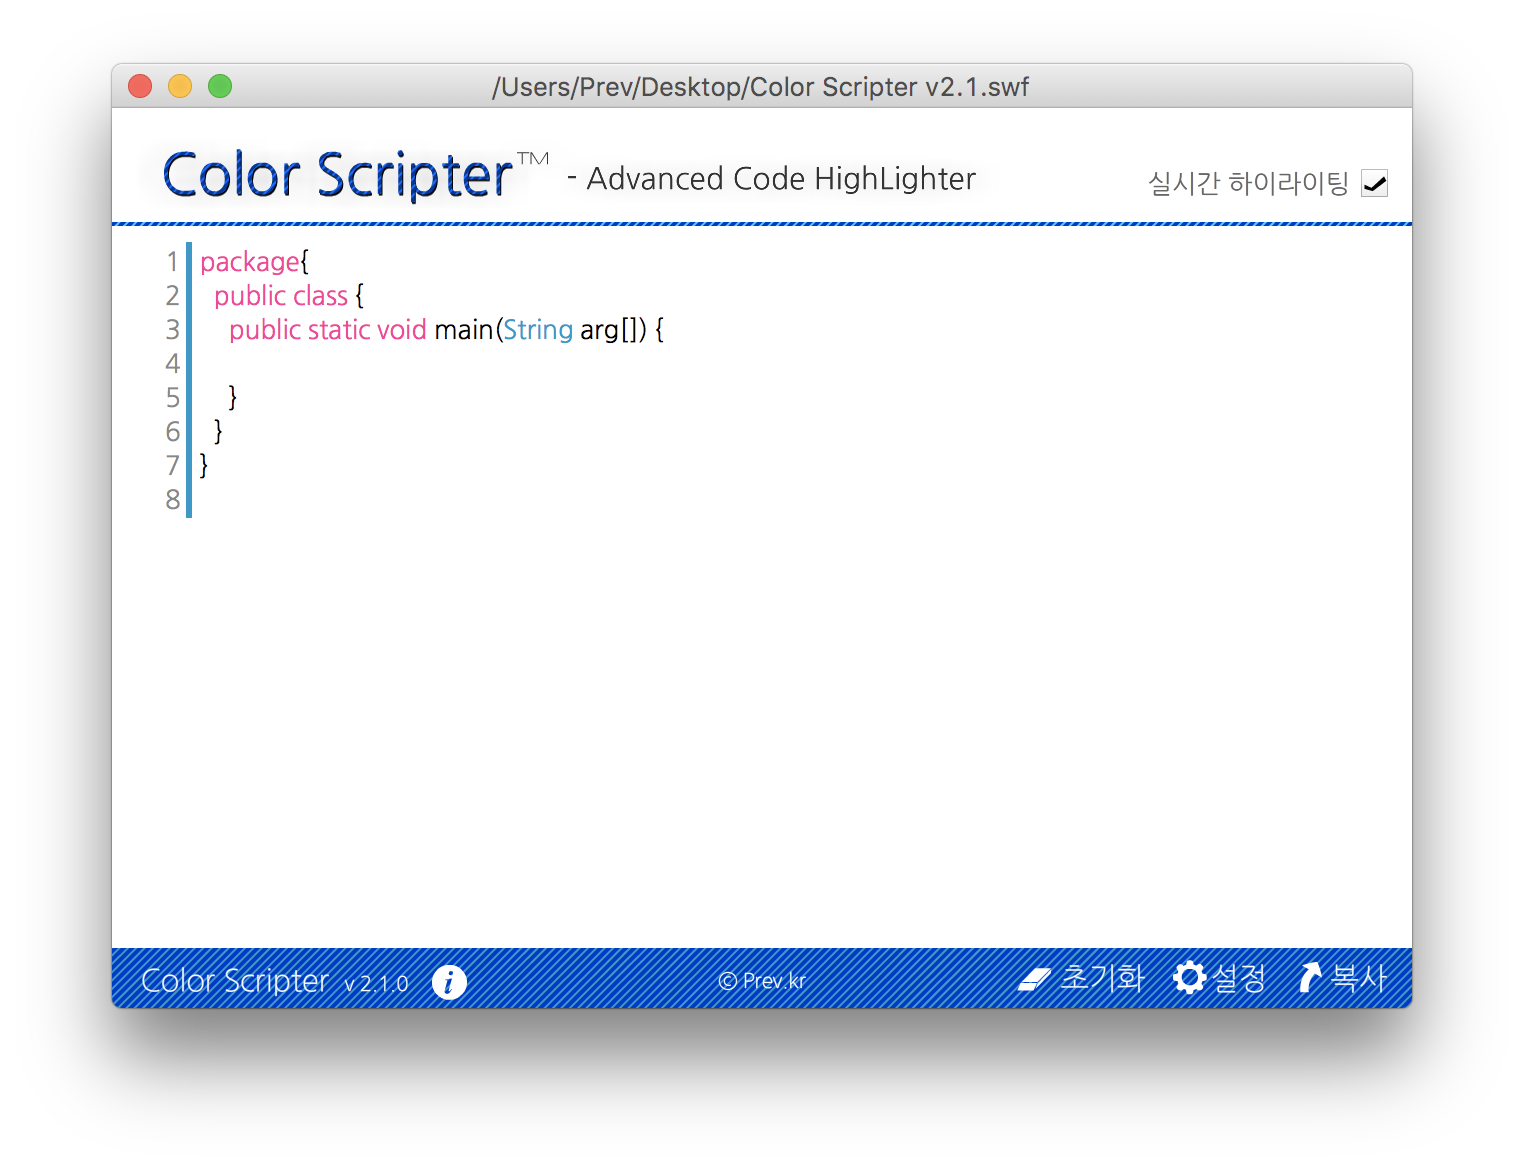 /Users/Prev/Desktop/Color Scripter v2.1.swf
Color Scripter™ - Advanced Code HighLighter
실시간 하이라이팅
1 package{
2   public class {
3     public static void main(String arg[]) {
4
5     }
6   }
7 }
8
Color Scripter v 2.1.0 i © Prev.kr 초기화 설정 복사